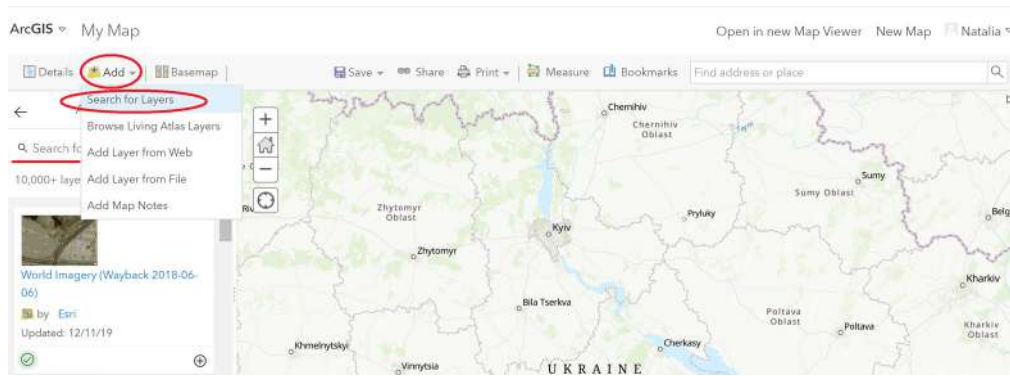 ArcGIS My Map Open in new Map Viewer New Map Natalia
Details Add Basemap Save Share Print Measure Bookmarks Find address or place
Search for Layers
Browse Living Atlas Layers
Add Layer from Web
Add Layer from File
Add Map Notes
Search fo
10,000+ laye
World Imagery (Wayback 2018-06-
06)
by Esri
Updated: 12/11/19
Chernihiv
Chernihiv
Oblast
Sumy
Sumy Oblast
Zhytomyr
Oblast
Pryluky
Belg
Kyiv
Zhytomyr
Kharkiv
Bila Tserkva
Poltava
Oblast
Poltava
Kharkiv
Oblast
Khmelnytskyi
Cherkasy
Vinnytsia
UKRAINE